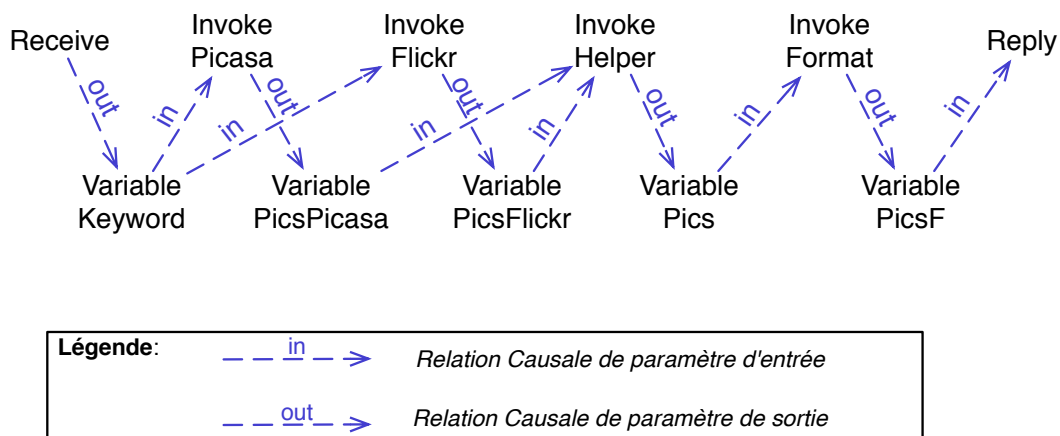 Receive
Invoke
Picasa
Invoke
Flickr
Invoke
Helper
Invoke
Format
Reply
out
in
out
in
out
in
in
out
in
out
in
Variable
Keyword
Variable
PicsPicasa
Variable
PicsFlickr
Variable
Pics
Variable
PicsF
Légende:
in
Relation Causale de paramètre d'entrée
out
Relation Causale de paramètre de sortie